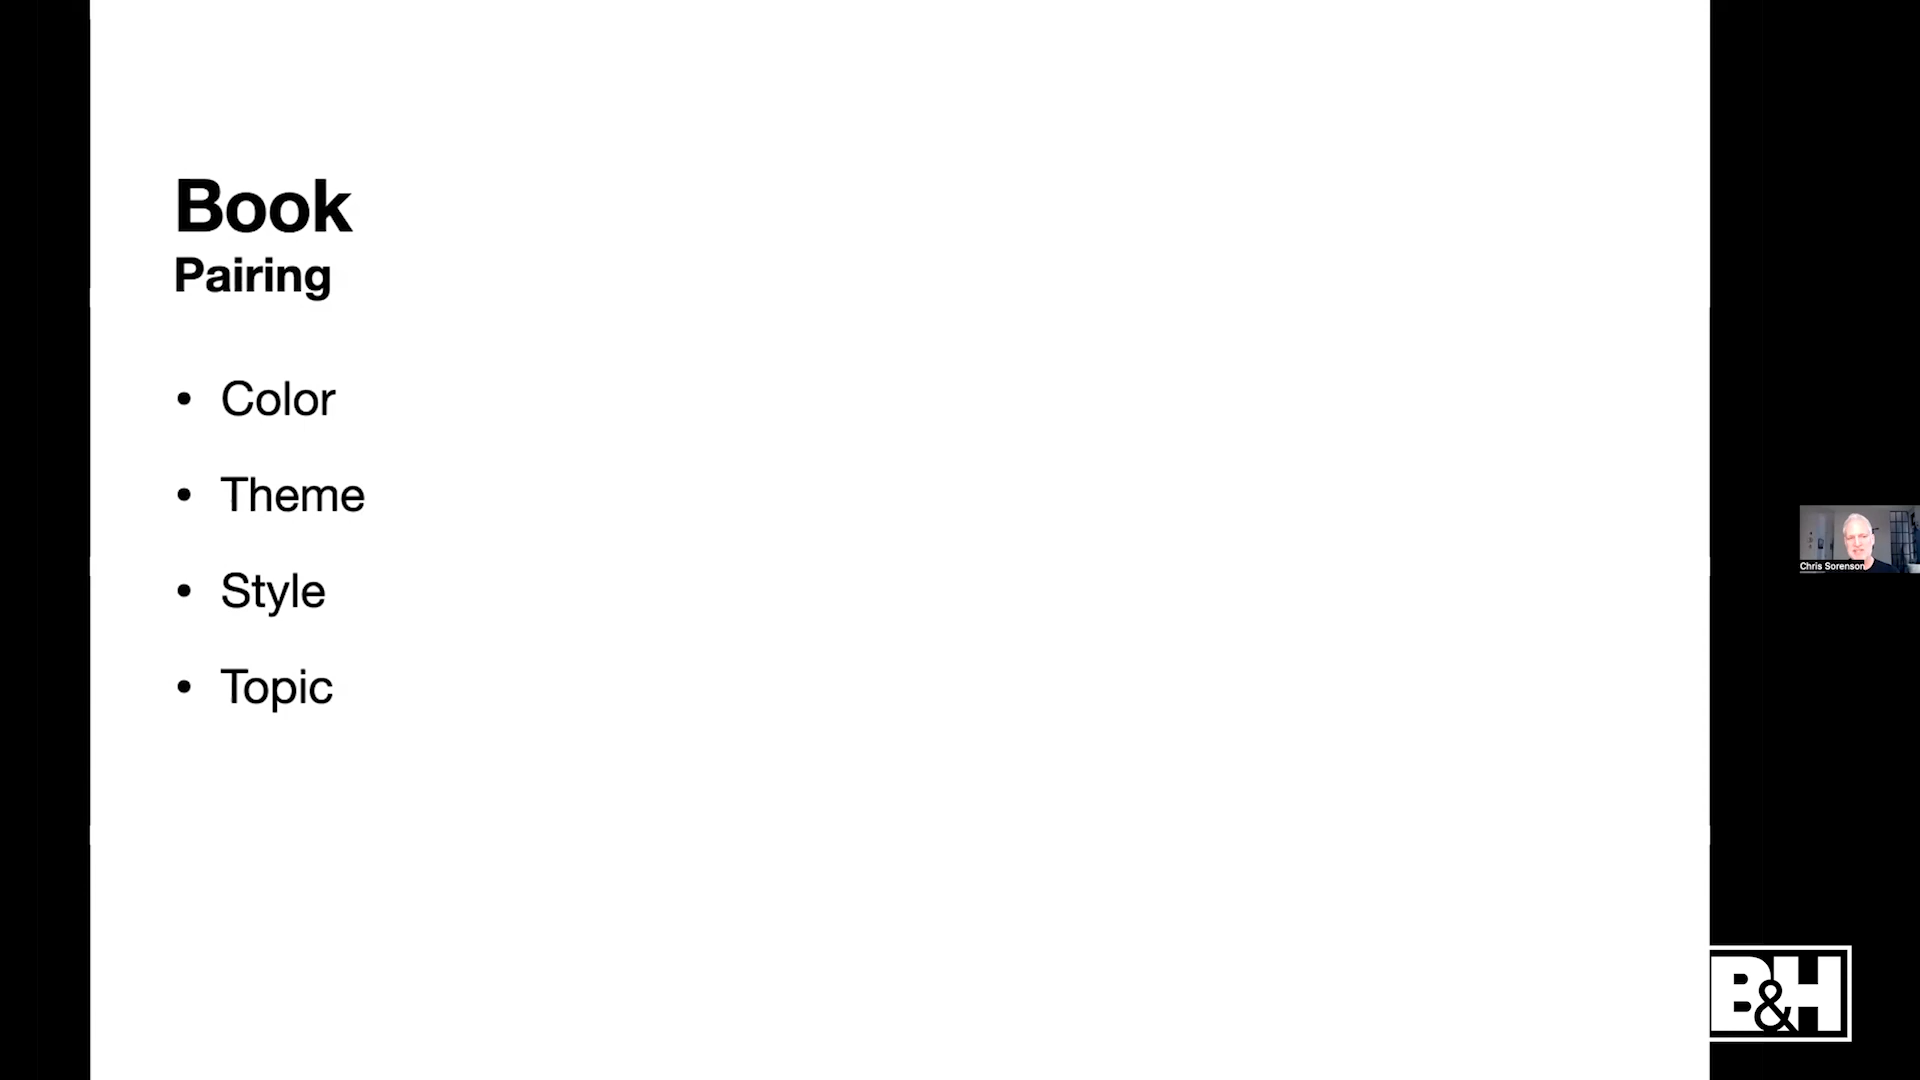 Book
Pairing
• Color
• Theme
• Style
• Topic
Chris Sorenson
B&H